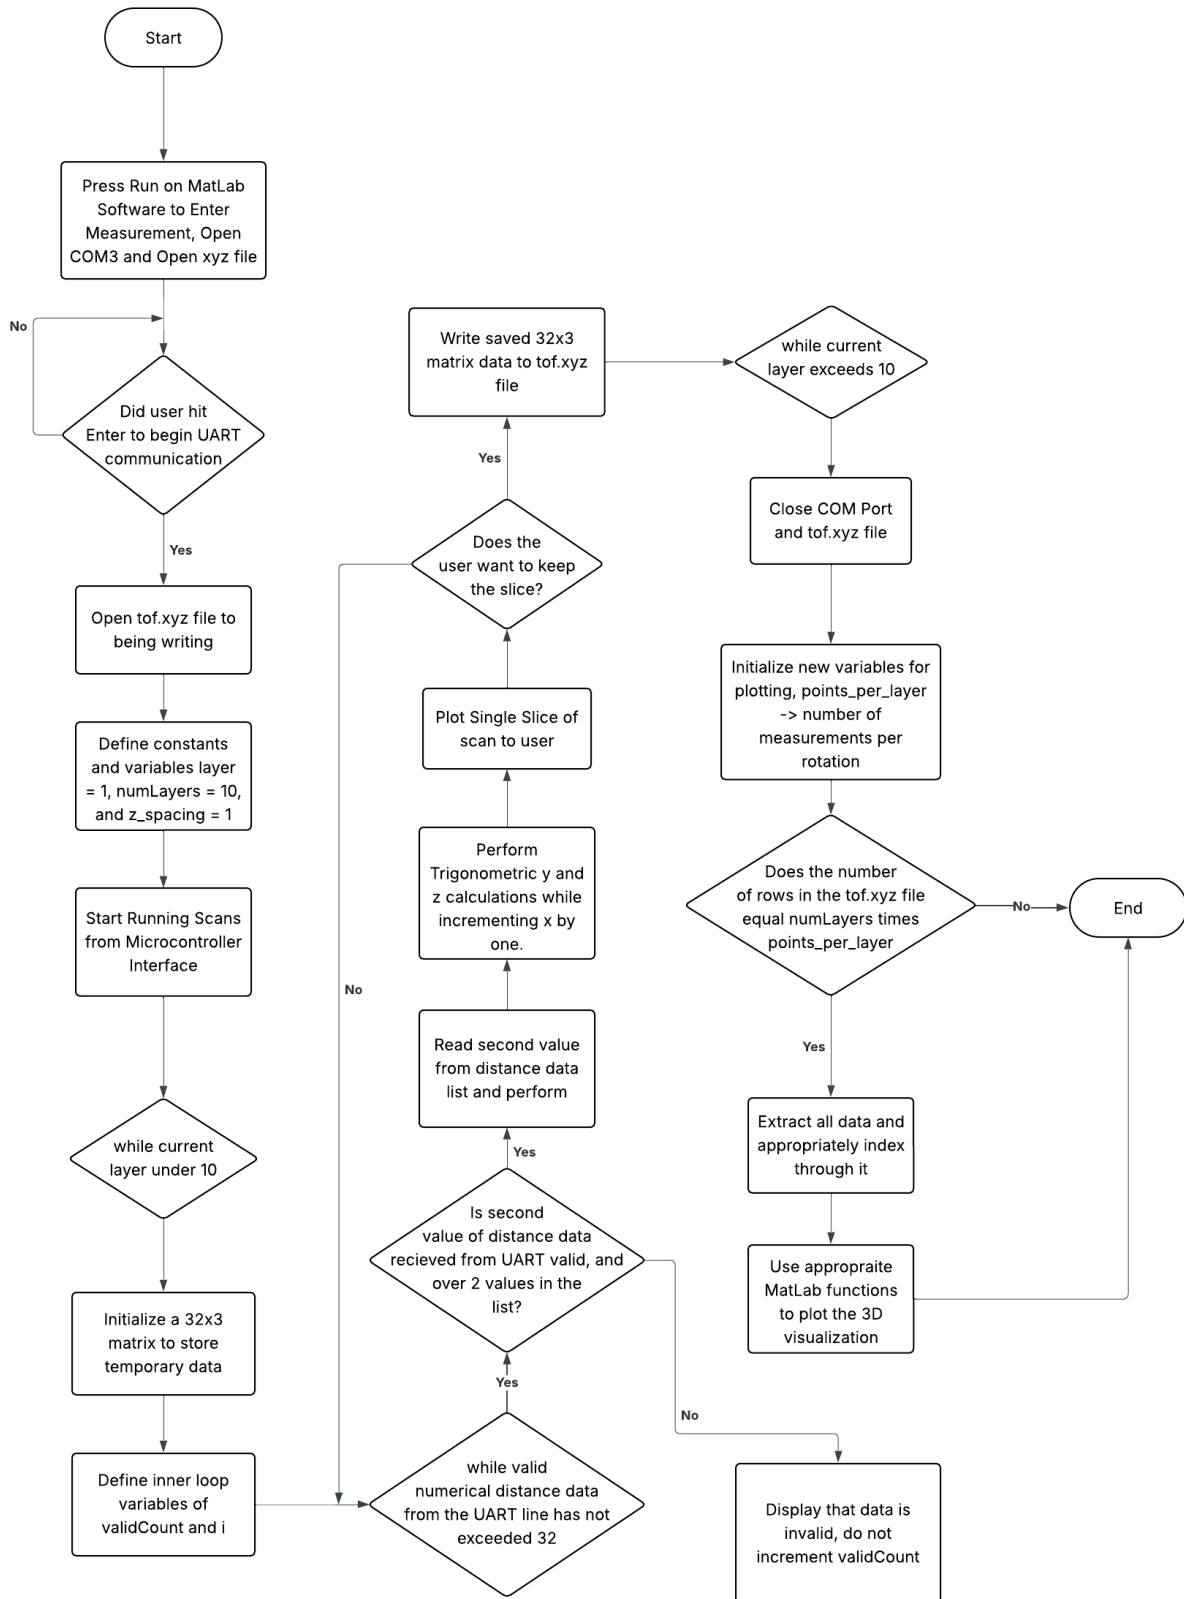 Start
Press Run on MatLab
Software to Enter
Measurement, Open
COM3 and Open xyz file
No
Did user hit
Enter to begin UART
communication
Yes
Open tof.xyz file to
being writing
Define constants
and variables layer
= 1, numLayers = 10,
and z_spacing = 1
Start Running Scans
from Microcontroller
Interface
while current
layer under 10
Initialize a 32x3
matrix to store
temporary data
Define inner loop
variables of
validCount and i
while valid
numerical distance data
from the UART line has not
exceeded 32
Yes
Is second
value of distance data
recieved from UART valid, and
over 2 values in the
list?
No
Display that data is
invalid, do not
increment validCount
Yes
Read second value
from distance data
list and perform
Perform
Trigonometric y and
z calculations while
incrementing x by
one.
Plot Single Slice of
scan to user
Does the
user want to keep
the slice?
No
Yes
Write saved 32x3
matrix data to tof.xyz
file
while current
layer exceeds 10
Close COM Port
and tof.xyz file
Initialize new variables for
plotting, points_per_layer
-> number of
measurements per
rotation
Does the number
of rows in the tof.xyz file
equal numLayers times
points_per_layer
No
End
Yes
Extract all data and
appropriately index
through it
Use appropraite
MatLab functions
to plot the 3D
visualization